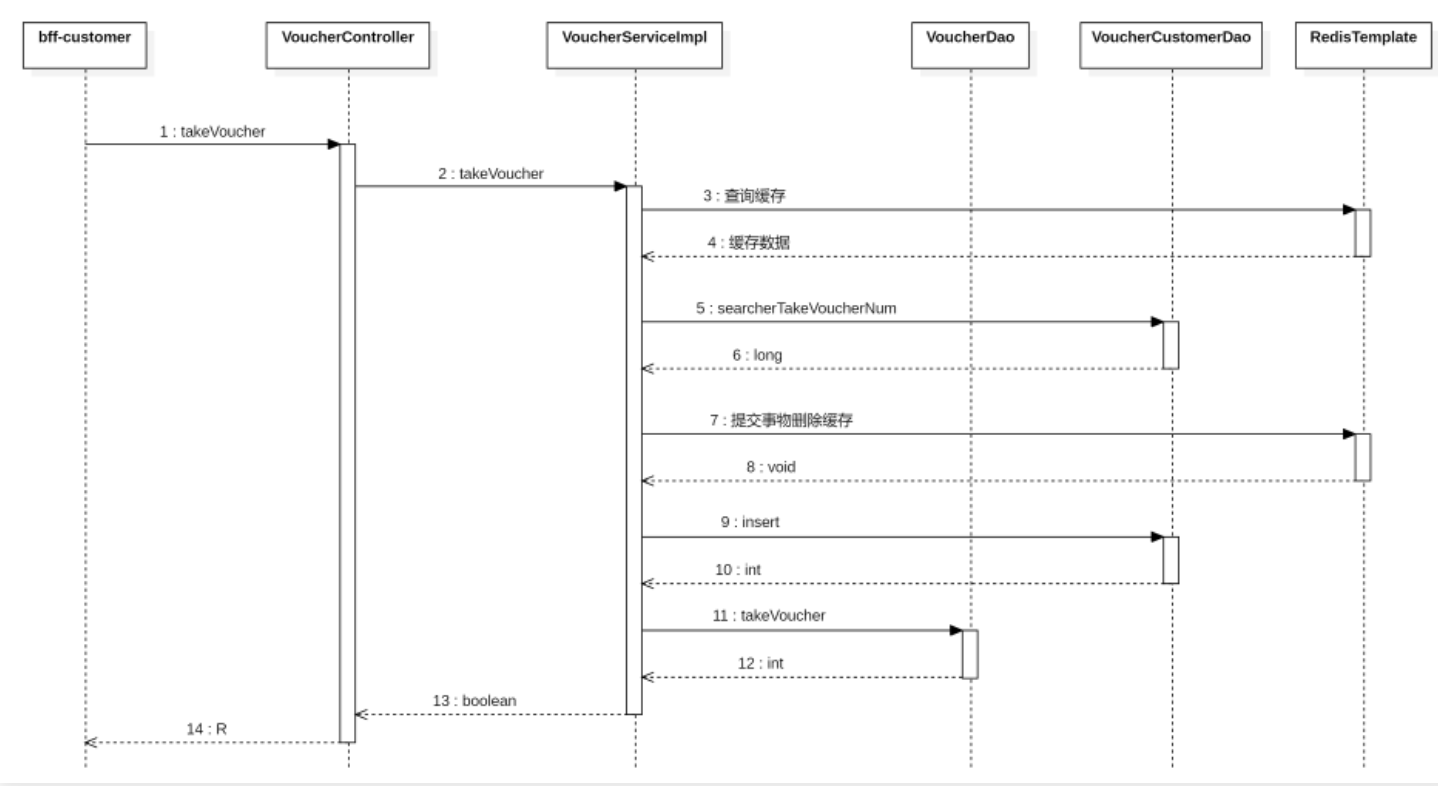 bff-customer
VoucherController
VoucherServiceImpl
VoucherDao
VoucherCustomerDao
RedisTemplate
1 : takeVoucher
2 : takeVoucher
3 : 查询缓存
4 : 缓存数据
5 : searcherTakeVoucherNum
6 : long
7 : 提交事物删除缓存
8 : void
9 : insert
10 : int
11 : takeVoucher
12 : int
13 : boolean
14 : R